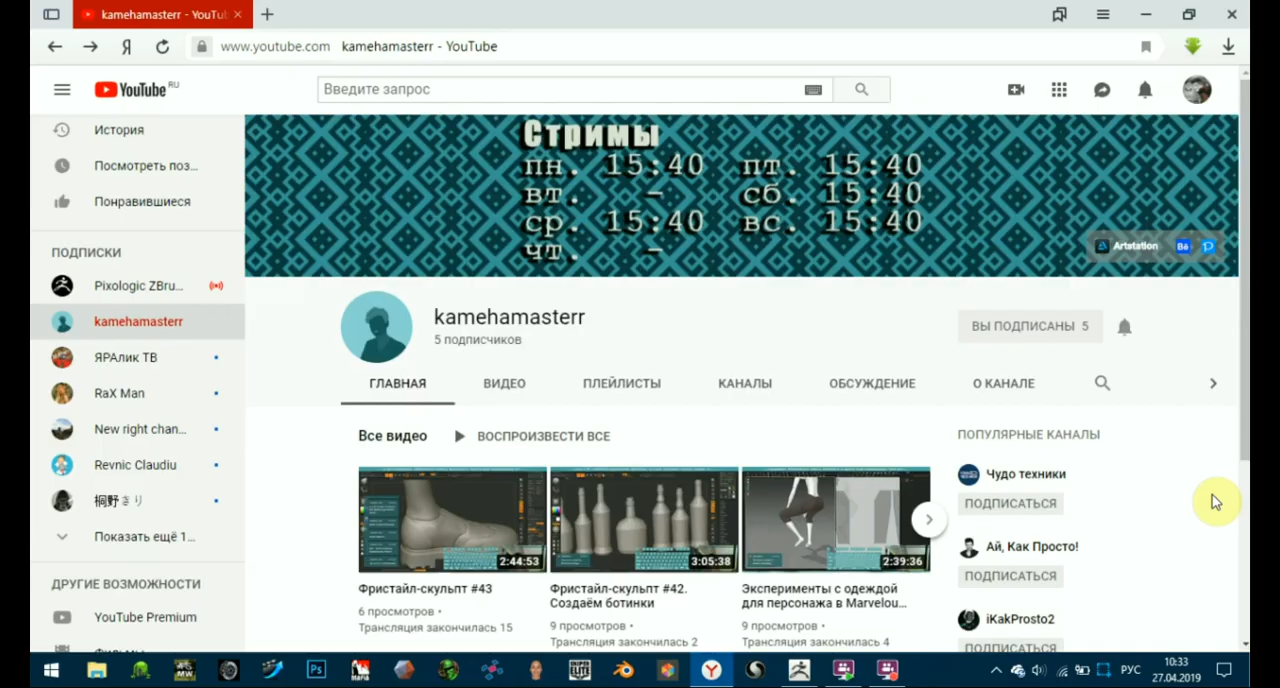 kamehamasterr - YouTub
www.youtube.com kamehamasterr - YouTube
YouTube RU
Введите запрос
История
Посмотреть поз...
Понравившиеся
ПОДПИСКИ
Pixologic ZBru...
kamehamasterr
ЯРАлик ТВ
RaX Man
New right chan...
Revnic Claudiu
桐野きり
Показать ещё 1...
ДРУГИЕ ВОЗМОЖНОСТИ
YouTube Premium
Фильмы
Стримы
пн. 15:40 пт. 15:40
вт. – сб. 15:40
ср. 15:40 вс. 15:40
чт. –
Artstation Bē
kamehamasterr
5 подписчиков
ВЫ ПОДПИСАНЫ 5
ГЛАВНАЯ ВИДЕО ПЛЕЙЛИСТЫ КАНАЛЫ ОБСУЖДЕНИЕ О КАНАЛЕ
Все видео ВОСПРОИЗВЕСТИ ВСЕ
2:44:53
Фристайл-скульпт #43
6 просмотров •
Трансляция закончилась 15
3:05:38
Фристайл-скульпт #42.
Создаём ботинки
9 просмотров •
Трансляция закончилась 2
2:39:36
Эксперименты с одеждой
для персонажа в Marvelou...
9 просмотров •
Трансляция закончилась 4
ПОПУЛЯРНЫЕ КАНАЛЫ
Чудо техники
ПОДПИСАТЬСЯ
Ай, Как Просто!
ПОДПИСАТЬСЯ
iKakProsto2
ПОДПИСАТЬСЯ
Ps
MAFIA
РУС
10:33
27.04.2019